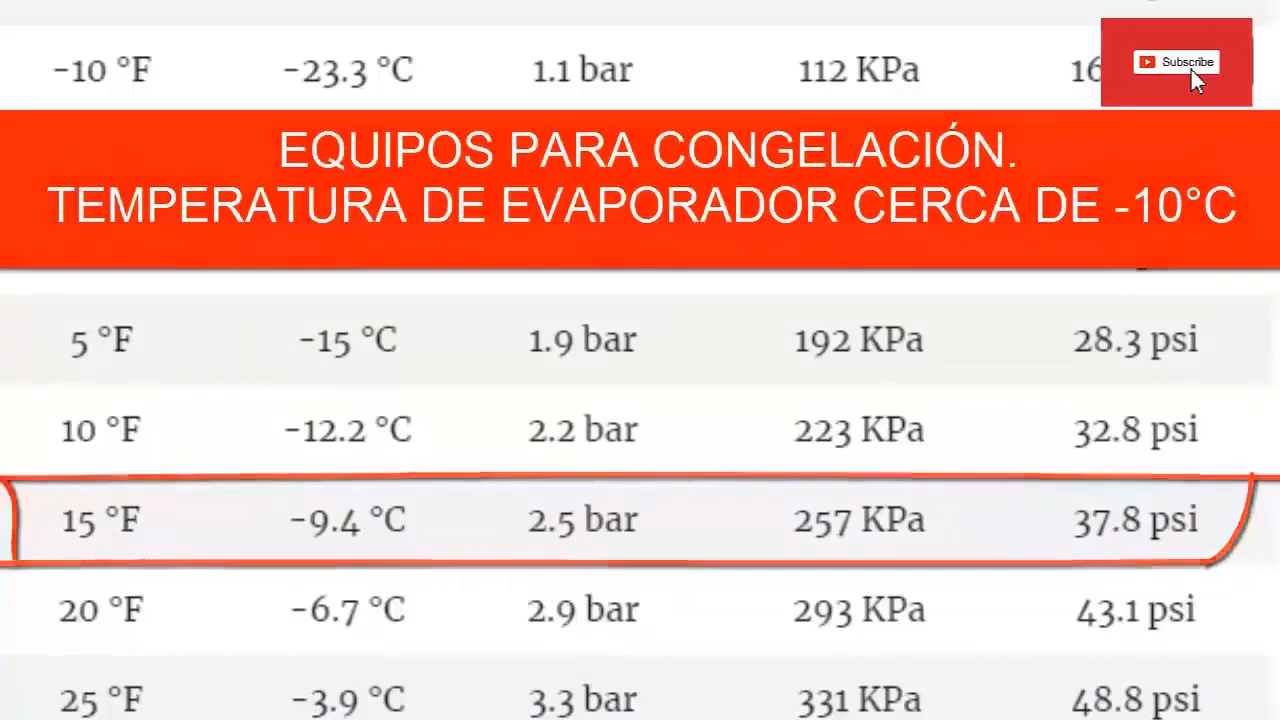 -10 °F -23.3 °C 1.1 bar 112 KPa 16
Subscribe
EQUIPOS PARA CONGELACIÓN.
TEMPERATURA DE EVAPORADOR CERCA DE -10°C
5 °F -15 °C 1.9 bar 192 KPa 28.3 psi
10 °F -12.2 °C 2.2 bar 223 KPa 32.8 psi
15 °F -9.4 °C 2.5 bar 257 KPa 37.8 psi
20 °F -6.7 °C 2.9 bar 293 KPa 43.1 psi
25 °F -3.9 °C 3.3 bar 331 KPa 48.8 psi